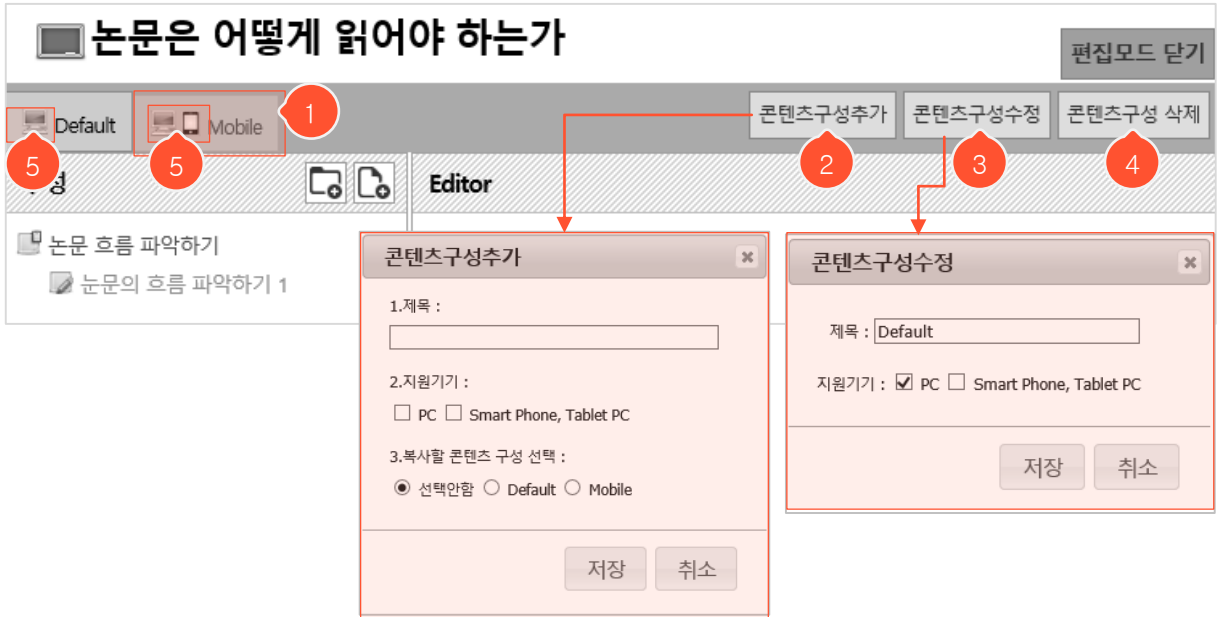 논문은 어떻게 읽어야 하는가
편집모드 닫기
Default
Mobile
1
콘텐츠구성추가
콘텐츠구성수정
콘텐츠구성 삭제
5
5
2
3
4
성
Editor
논문 흐름 파악하기
논문의 흐름 파악하기 1
콘텐츠구성추가
1.제목 :
2.지원기기 :
PC Smart Phone, Tablet PC
3.복사할 콘텐츠 구성 선택 :
선택안함 Default Mobile
저장 취소
콘텐츠구성수정
제목 : Default
지원기기 : PC Smart Phone, Tablet PC
저장 취소